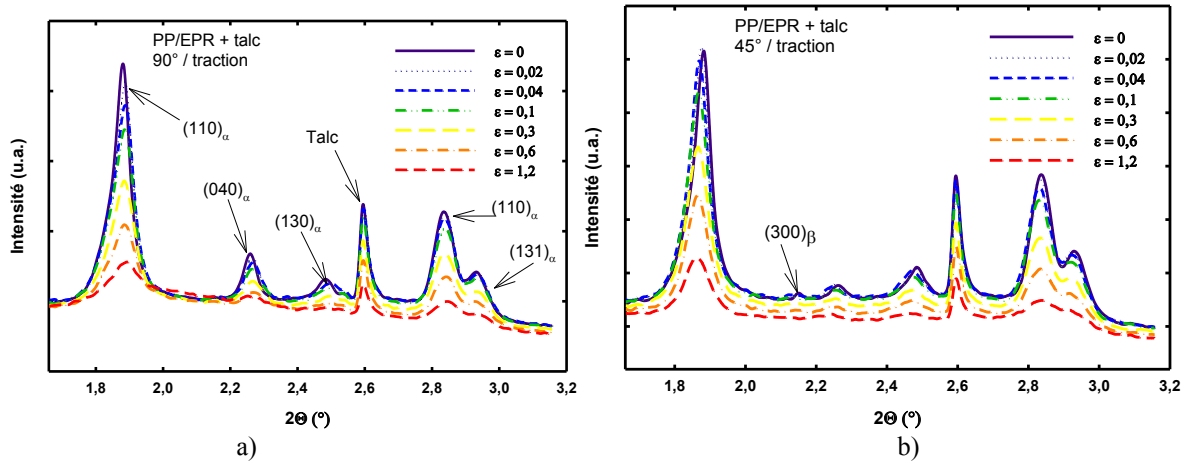 PP/EPR + talc
90° / traction
ε = 0
ε = 0,02
ε = 0,04
ε = 0,1
ε = 0,3
ε = 0,6
ε = 1,2
(110)α
Talc
(040)α
(130)α
(110)α
(131)α
Intensité (u.a.)
1,8 2,0 2,2 2,4 2,6 2,8 3,0 3,2
2Θ (°)
a)
PP/EPR + talc
45° / traction
ε = 0
ε = 0,02
ε = 0,04
ε = 0,1
ε = 0,3
ε = 0,6
ε = 1,2
(300)β
Intensité (u.a.)
1,8 2,0 2,2 2,4 2,6 2,8 3,0 3,2
2Θ (°)
b)